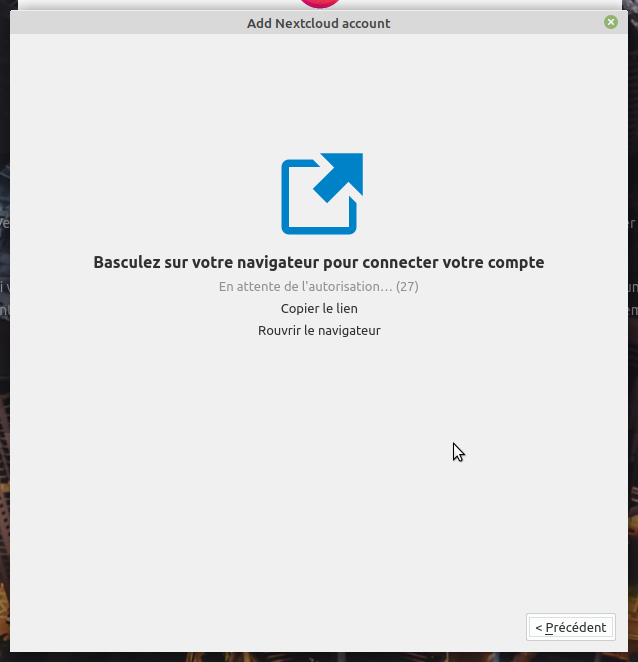 Add Nextcloud account
Basculez sur votre navigateur pour connecter votre compte
En attente de l'autorisation… (27)
Copier le lien
Rouvrir le navigateur
< Précédent